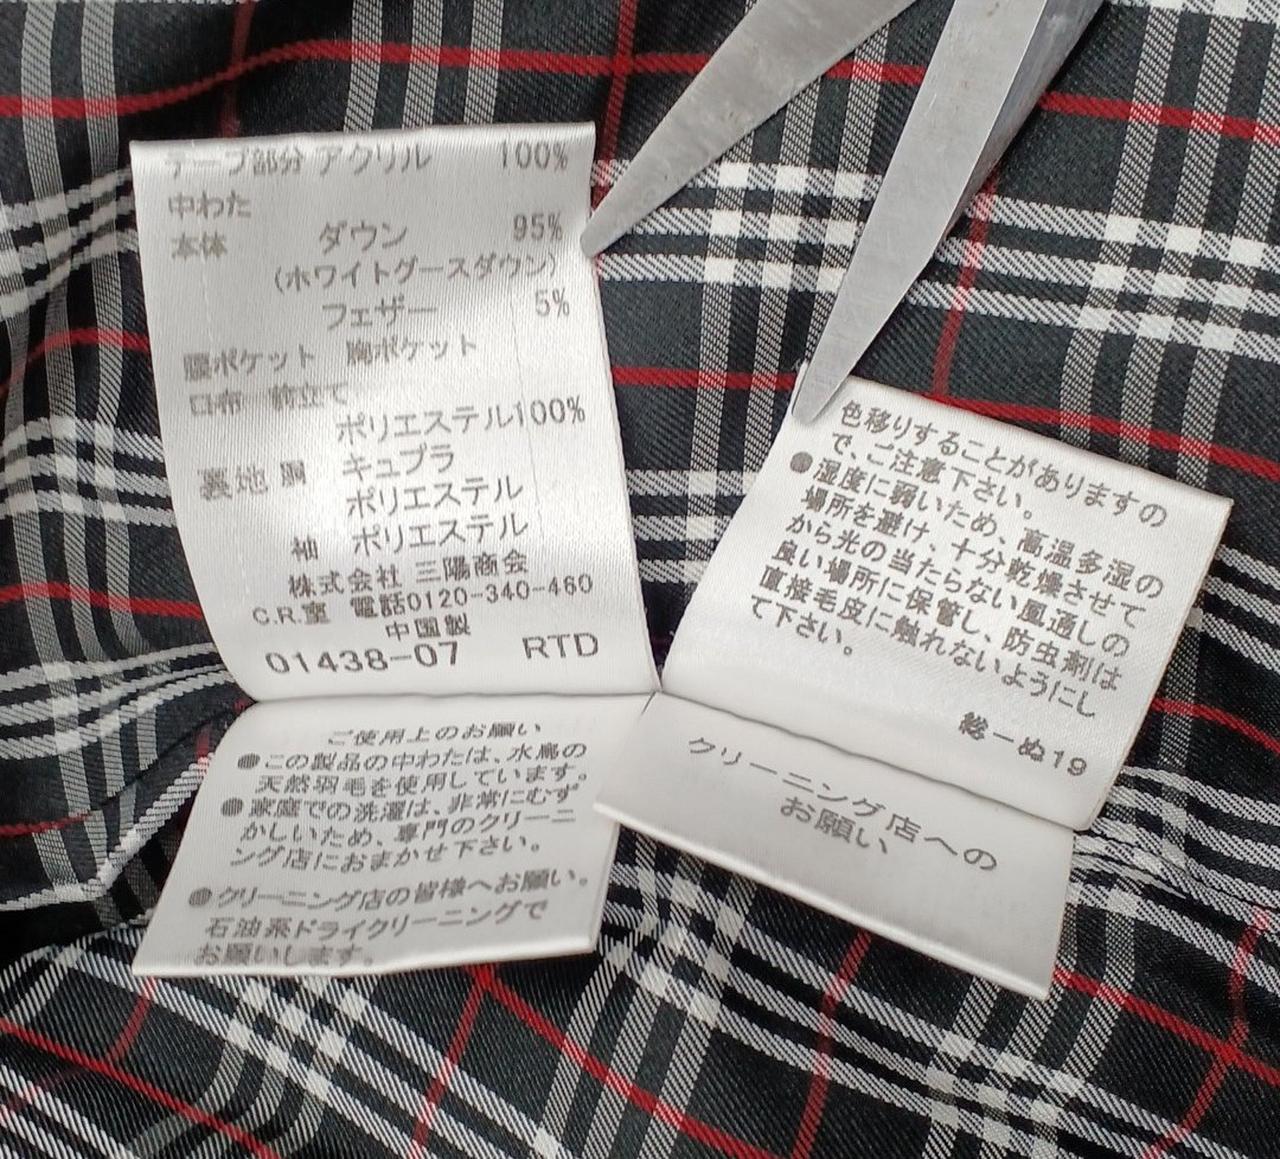 テープ部分 アクリル 100%
中わた
本体 ダウン 95%
(ホワイトグースダウン)
フェザー 5%
腰ポケット 胸ポケット
口布 前立て
ポリエステル100%
裏地 胴 キュプラ
ポリエステル
袖 ポリエステル
株式会社 三陽商会
C.R.室 電話0120-340-460
中国製
01438-07 RTD
ご使用上のお願い
●この製品の中わたは、水鳥の
天然羽毛を使用しています。
●家庭での洗濯は、非常にむず
かしいため、専門のクリーニ
ング店におまかせ下さい。
●クリーニング店の皆様へお願い。
石油系ドライクリーニングで
お願いします。
色移りすることがありますの
で、ご注意下さい。
●湿度に弱いため、高温多湿の
場所を避け、十分乾燥させて
から光の当たらない風通しの
良い場所に保管し、防虫剤は
直接毛皮に触れないようにし
て下さい。
総-ぬ19
クリーニング店への
お願い